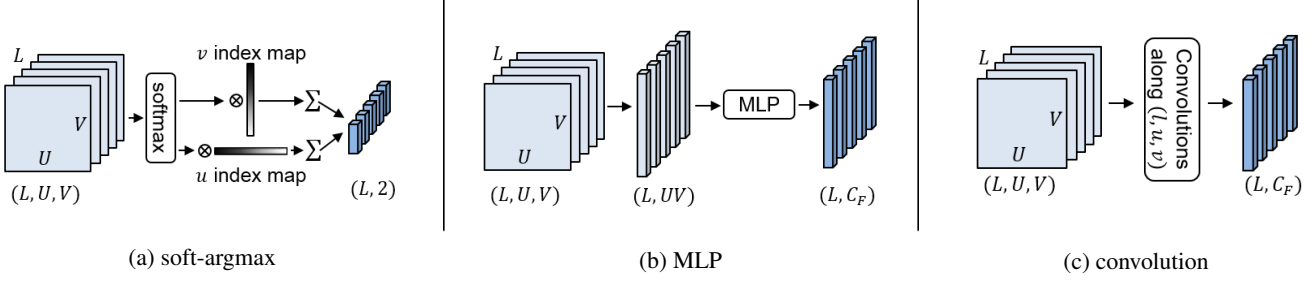 L
V
U
(L, U, V)
softmax
v index map
⊗
Σ
⊗
Σ
u index map
(L, 2)
(a) soft-argmax
L
V
U
(L, U, V)
(L, UV)
MLP
(L, C_F)
(b) MLP
L
V
U
(L, U, V)
Convolutions
along (l, u, v)
(L, C_F)
(c) convolution